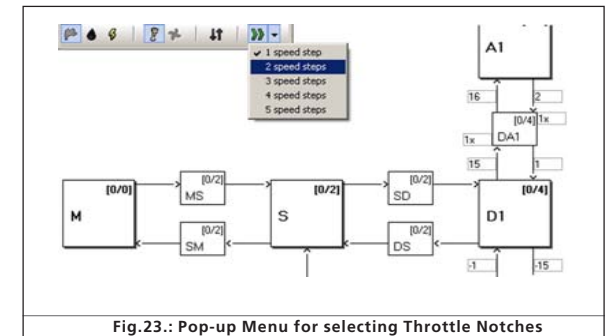 A1
1 speed step
2 speed steps
3 speed steps
4 speed steps
5 speed steps
16
2
[0/4]
1x
1x
DA1
15
1
[0/0]
M
[0/2]
MS
[0/2]
S
[0/2]
SD
[0/4]
D1
[0/2]
SM
[0/2]
DS
-1
-15
Fig.23.: Pop-up Menu for selecting Throttle Notches